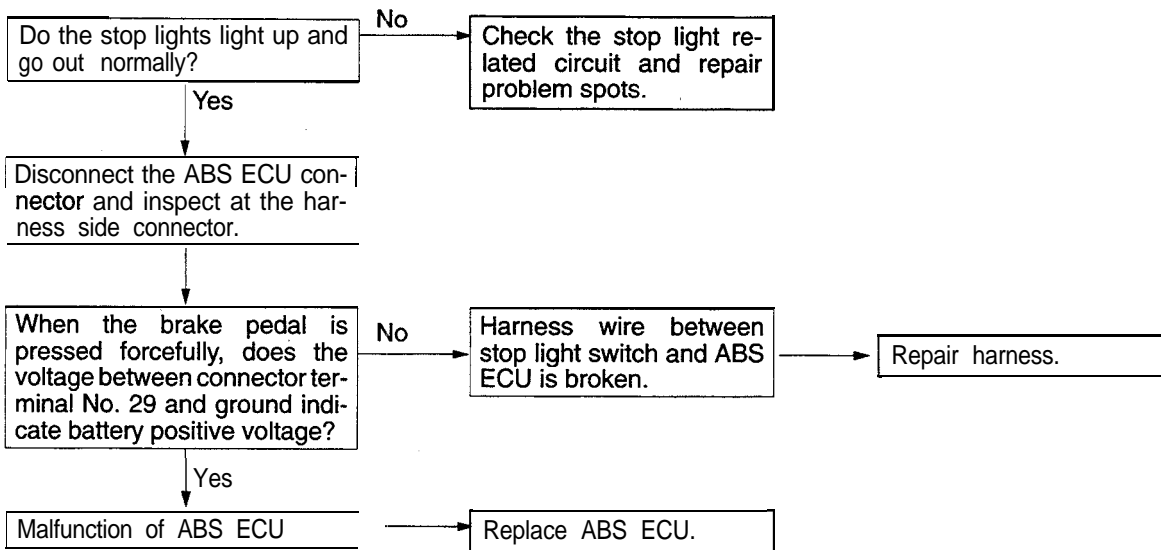 Do the stop lights light up and
go out normally?
No
Check the stop light re-
lated circuit and repair
problem spots.
Yes
Disconnect the ABS ECU con-
nector and inspect at the har-
ness side connector.
When the brake pedal is
pressed forcefully, does the
voltage between connector ter-
minal No. 29 and ground indi-
cate battery positive voltage?
No
Harness wire between
stop light switch and ABS
ECU is broken.
Repair harness.
Yes
Malfunction of ABS ECU
Replace ABS ECU.